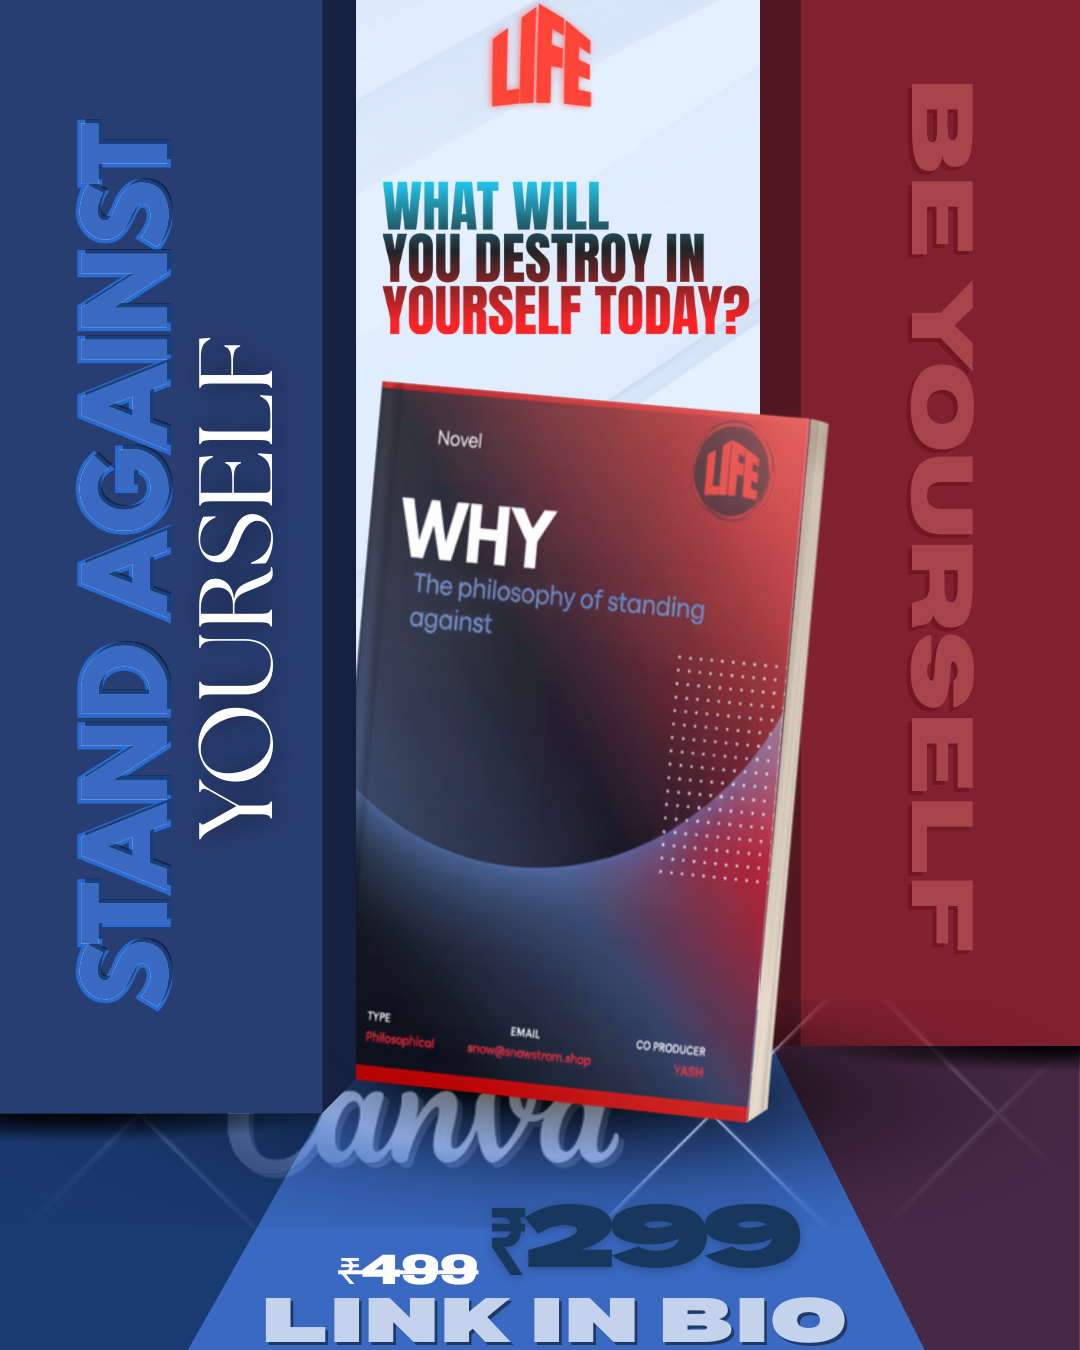 LIFE
WHAT WILL
YOU DESTROY IN
YOURSELF TODAY?
STAND AGAINST
YOURSELF
BE YOURSELF
Novel
LIFE
WHY
The philosophy of standing
against
TYPE
Philosophical
EMAIL
snow@snowstrom.shop
CO PRODUCER
YASH
Canva
₹499
₹299
LINK IN BIO